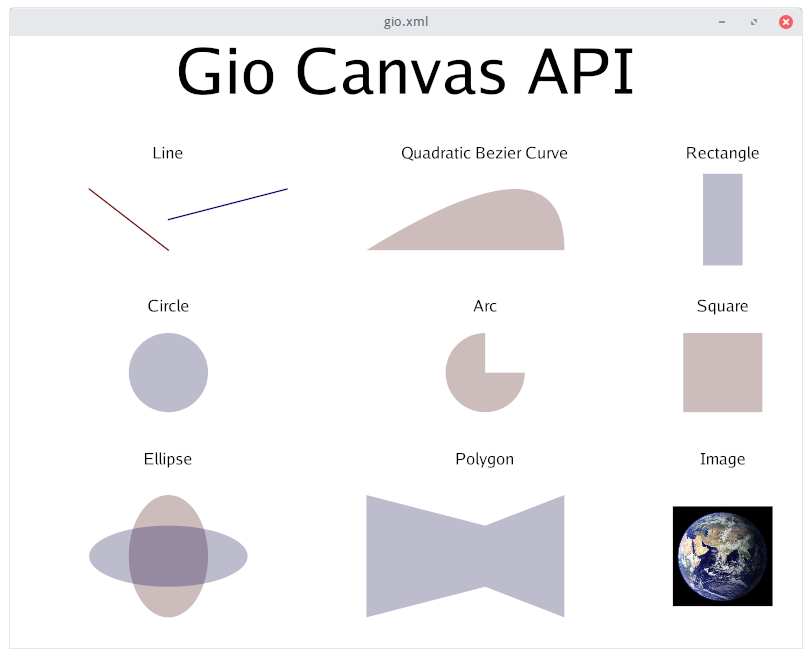 gio.xml
Gio Canvas API
Line
Quadratic Bezier Curve
Rectangle
Circle
Arc
Square
Ellipse
Polygon
Image